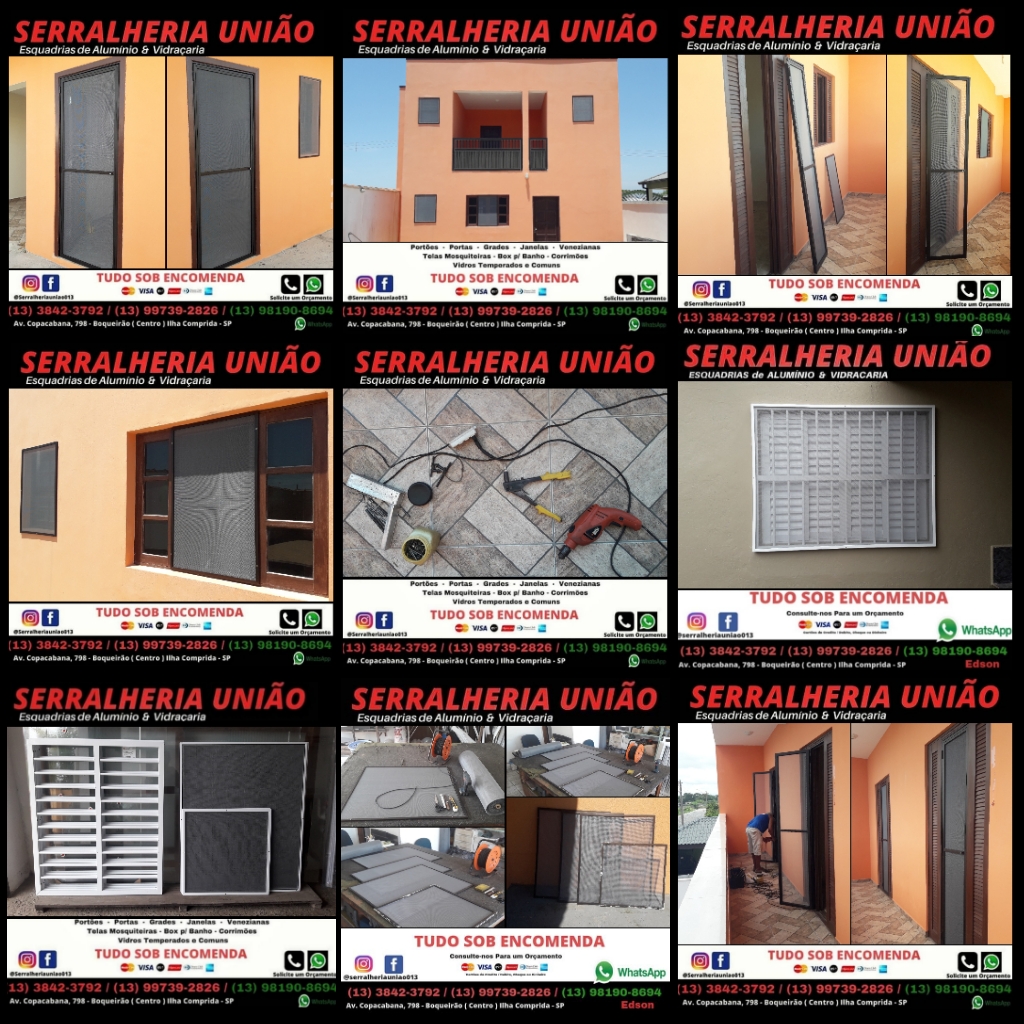 SERRALHERIA UNIÃO
Esquadrias de Alumínio & Vidraçaria
TUDO SOB ENCOMENDA
VISA
@Serralheriauniao013
Solicite um Orçamento
(13) 3842-3792 / (13) 99739-2826 / (13) 98190-8694
Av. Copacabana, 798 - Boqueirão ( Centro ) Ilha Comprida - SP
WhatsApp
SERRALHERIA UNIÃO
Esquadrias de Alumínio & Vidraçaria
Portões - Portas - Grades - Janelas - Venezianas
Telas Mosquiteiras - Box p/ Banho - Corrimões
Vidros Temperados e Comuns
TUDO SOB ENCOMENDA
VISA
@Serralheriauniao013
Solicite um Orçamento
(13) 3842-3792 / (13) 99739-2826 / (13) 98190-8694
Av. Copacabana, 798 - Boqueirão ( Centro ) Ilha Comprida - SP
WhatsApp
SERRALHERIA UNIÃO
Esquadrias de Alumínio & Vidraçaria
TUDO SOB ENCOMENDA
VISA
@Serralheriauniao013
Solicite um Orçamento
(13) 3842-3792 / (13) 99739-2826 / (13) 98190-8694
Av. Copacabana, 798 - Boqueirão ( Centro ) Ilha Comprida - SP
WhatsApp
SERRALHERIA UNIÃO
Esquadrias de Alumínio & Vidraçaria
TUDO SOB ENCOMENDA
VISA
@Serralheriauniao013
Solicite um Orçamento
(13) 3842-3792 / (13) 99739-2826 / (13) 98190-8694
Av. Copacabana, 798 - Boqueirão ( Centro ) Ilha Comprida - SP
WhatsApp
SERRALHERIA UNIÃO
Esquadrias de Alumínio & Vidraçaria
Portões - Portas - Grades - Janelas - Venezianas
Telas Mosquiteiras - Box p/ Banho - Corrimões
Vidros Temperados e Comuns
TUDO SOB ENCOMENDA
VISA
@Serralheriauniao013
Solicite um Orçamento
(13) 3842-3792 / (13) 99739-2826 / (13) 98190-8694
Av. Copacabana, 798 - Boqueirão ( Centro ) Ilha Comprida - SP
WhatsApp
SERRALHERIA UNIÃO
ESQUADRIAS de ALUMÍNIO & VIDRAÇARIA
TUDO SOB ENCOMENDA
Consulte-nos Para um Orçamento
VISA
@serralheriauniao013
WhatsApp
(13) 3842-3792 / (13) 99739-2826 / (13) 98190-8694
Av. Copacabana, 798 - Boqueirão ( Centro ) Ilha Comprida - SP
Edson
SERRALHERIA UNIÃO
Esquadrias de Alumínio & Vidraçaria
Portões - Portas - Grades - Janelas - Venezianas
Telas Mosquiteiras - Box p/ Banho - Corrimões
Vidros Temperados e Comuns
TUDO SOB ENCOMENDA
VISA
@Serralheriauniao013
Solicite um Orçamento
13) 3842-3792 / (13) 99739-2826 / (13) 98190-8694
Av. Copacabana, 798 - Boqueirão ( Centro ) Ilha Comprida - SP
WhatsApp
SERRALHERIA UNIÃO
Esquadrias de Alumínio & Vidraçaria
TUDO SOB ENCOMENDA
Consulte-nos Para um Orçamento
VISA
@serralheriauniao013
WhatsApp
(13) 3842-3792 / (13) 99739-2826 / (13) 98190-8694
Av. Copacabana, 798 - Boqueirão ( Centro ) Ilha Comprida - SP
Edson
SERRALHERIA UNIÃO
Esquadrias de Alumínio & Vidraçaria
TUDO SOB ENCOMENDA
VISA
@Serralheriauniao013
Solicite um Orçamento
(13) 3842-3792 / (13) 99739-2826 / (13) 98190-8694
Av. Copacabana, 798 - Boqueirão ( Centro ) Ilha Comprida - SP
WhatsApp